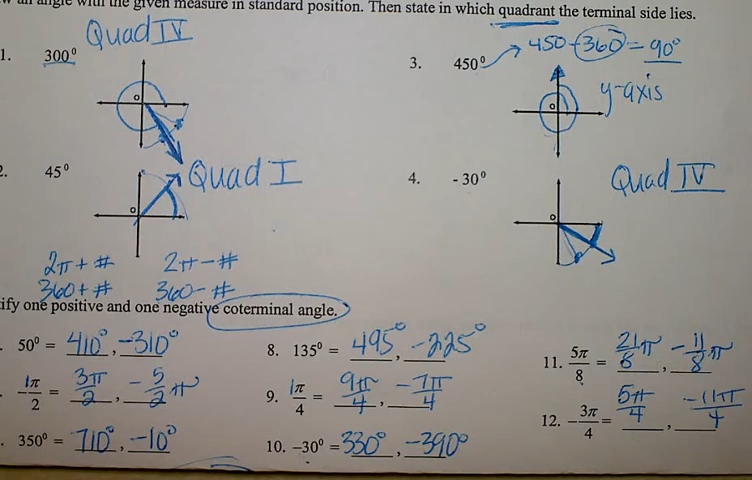 an angle with the given measure in standard position. Then state in which quadrant the terminal side lies.
Quad IV
1. 300°
3. 450° 450-360=90°
y-axis
2. 45°
Quad I
4. -30°
Quad IV
2π+# 2π-#
360+# 360-#
ify one positive and one negative coterminal angle.
. 50° = 410°, -310°
8. 135° = 495°, -225°
11. 5π/8 = 21/8 π, -11/8 π
-1π/2 = 3π/2, -5/2 π
9. 1π/4 = 9π/4, -7π/4
12. -3π/4 = 5π/4, -11π/4
. 350° = 710°, -10°
10. -30° = 330°, -390°